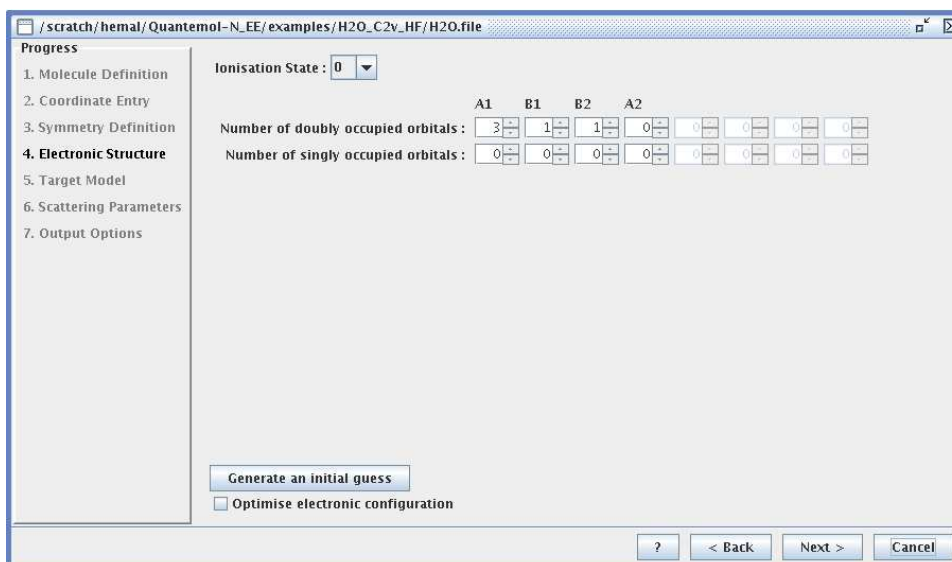 /scratch/hemal/Quantemol-N_EE/examples/H2O_C2v_HF/H2O.file
Progress
1. Molecule Definition
2. Coordinate Entry
3. Symmetry Definition
4. Electronic Structure
5. Target Model
6. Scattering Parameters
7. Output Options
Ionisation State : 0
A1 B1 B2 A2
Number of doubly occupied orbitals : 3 1 1 0 0 0 0 0
Number of singly occupied orbitals : 0 0 0 0 0 0 0 0
Generate an initial guess
Optimise electronic configuration
? < Back Next > Cancel